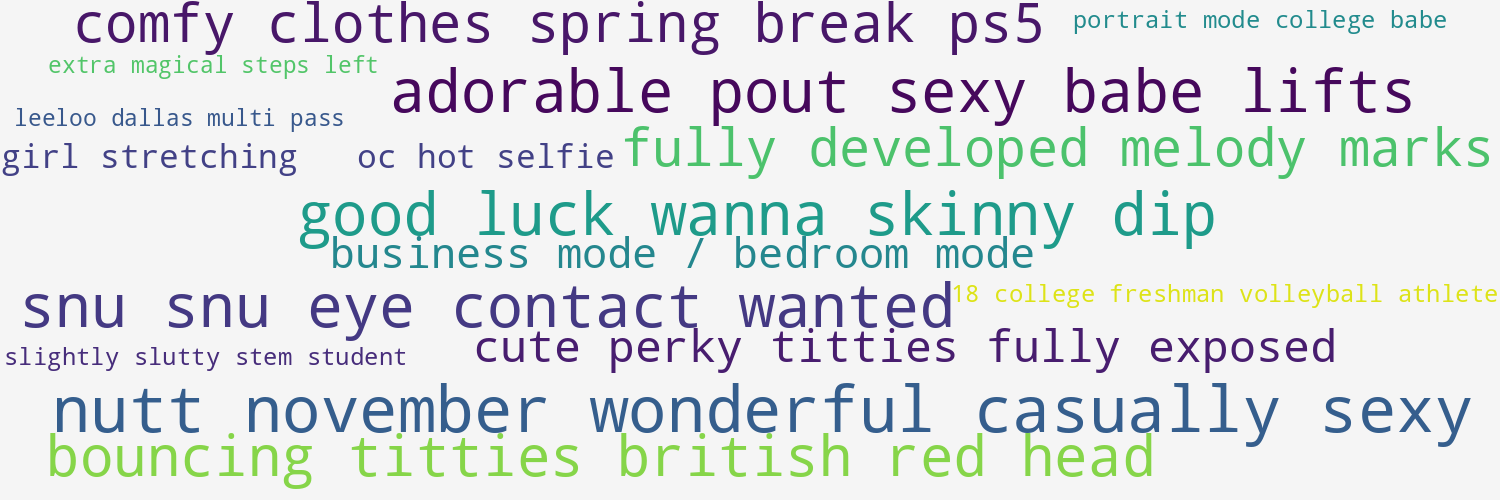 comfy clothes spring break ps5
portrait mode college babe
extra magical steps left
adorable pout sexy babe lifts
leeloo dallas multi pass
girl stretching
oc hot selfie
fully developed melody marks
good luck wanna skinny dip
business mode / bedroom mode
snu snu eye contact wanted
18 college freshman volleyball athlete
slightly slutty stem student
cute perky titties fully exposed
nutt november wonderful casually sexy
bouncing titties british red head